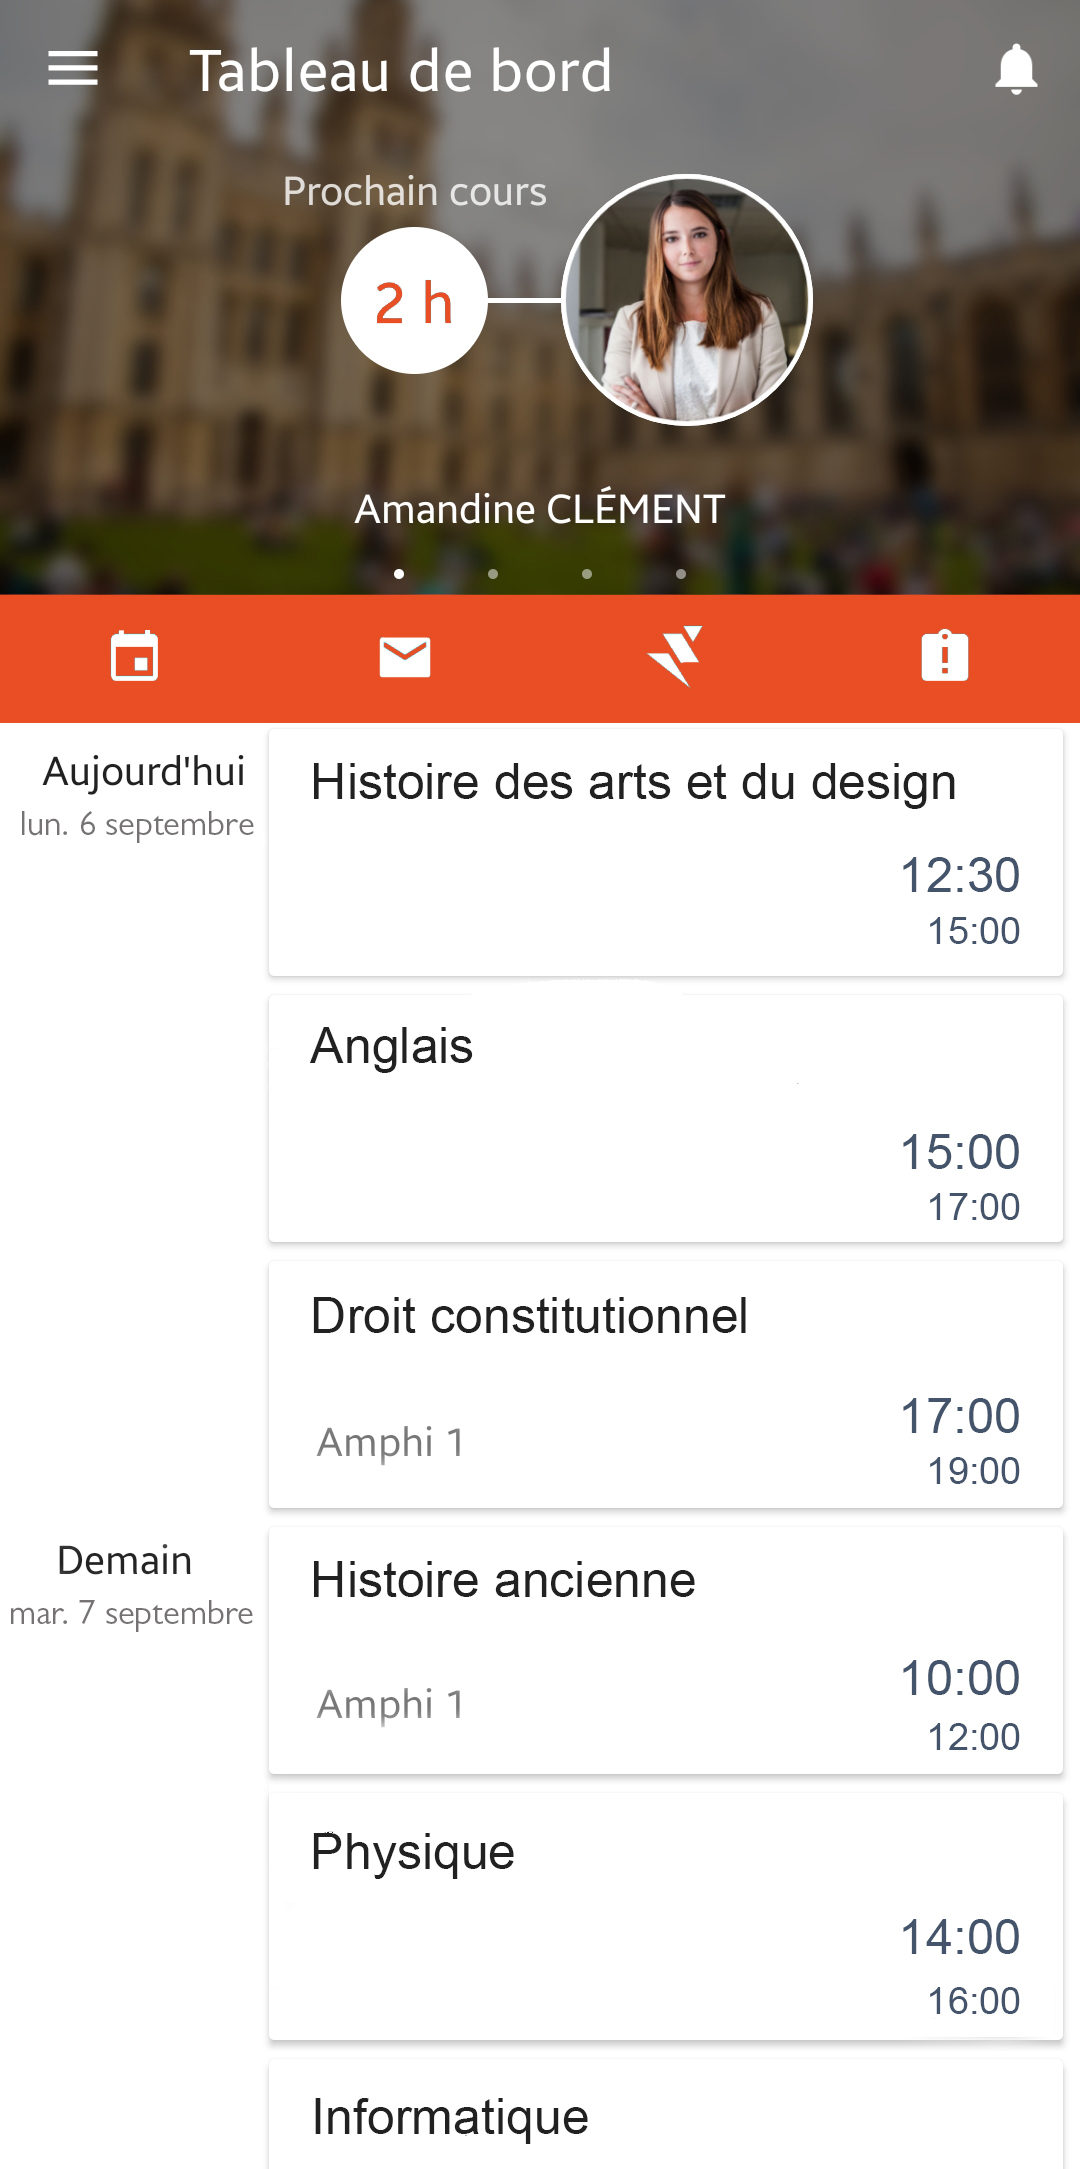 Tableau de bord
Prochain cours
2 h
Amandine CLÉMENT
Aujourd'hui
lun. 6 septembre
Histoire des arts et du design
12:30
15:00
Anglais
15:00
17:00
Droit constitutionnel
Amphi 1
17:00
19:00
Demain
mar. 7 septembre
Histoire ancienne
Amphi 1
10:00
12:00
Physique
14:00
16:00
Informatique